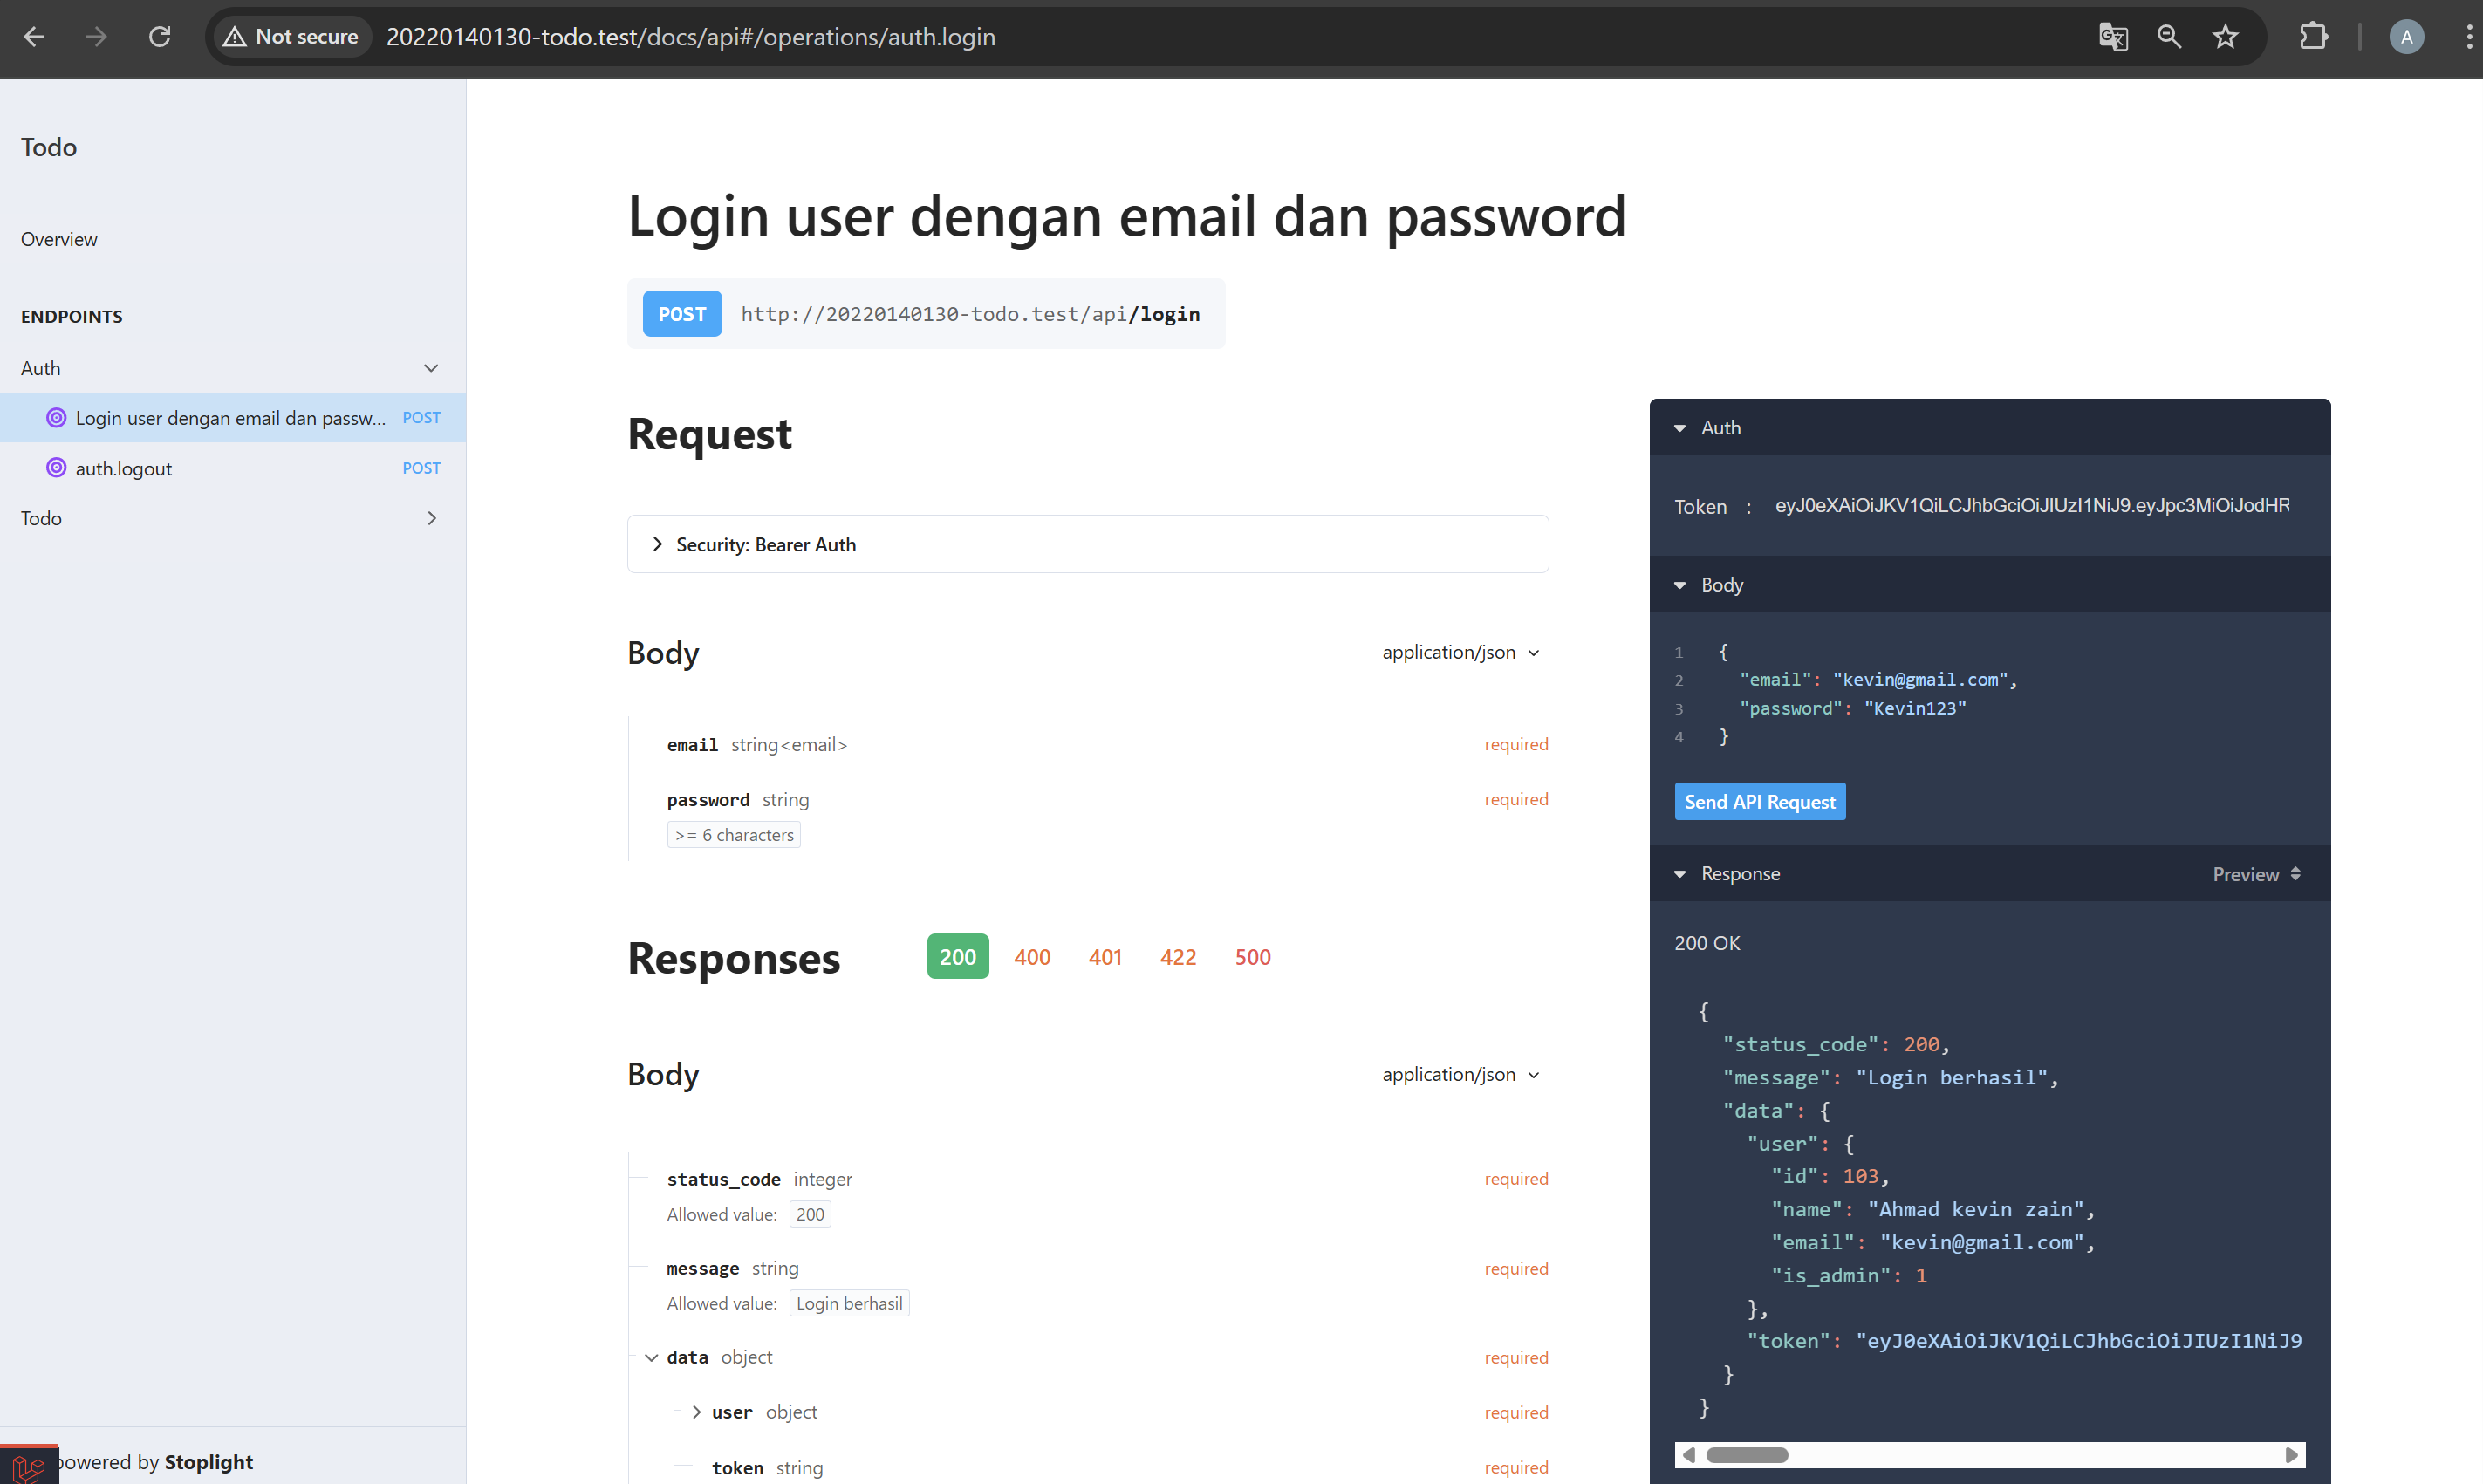 Not secure
20220140130-todo.test/docs/api#/operations/auth.login
A
Todo
Overview
ENDPOINTS
Auth
Login user dengan email dan passw... POST
auth.logout POST
Todo
powered by Stoplight
Login user dengan email dan password
POST http://20220140130-todo.test/api/login
Request
Security: Bearer Auth
Body application/json
email string<email> required
password string required
>= 6 characters
Responses 200 400 401 422 500
Body application/json
status_code integer required
Allowed value: 200
message string required
Allowed value: Login berhasil
data object required
user object required
token string required
Auth
Token : eyJ0eXAiOiJKV1QiLCJhbGciOiJIUzI1NiJ9.eyJpc3MiOiJodHR
Body
1 {
2 "email": "kevin@gmail.com",
3 "password": "Kevin123"
4 }
Send API Request
Response Preview
200 OK
{
"status_code": 200,
"message": "Login berhasil",
"data": {
"user": {
"id": 103,
"name": "Ahmad kevin zain",
"email": "kevin@gmail.com",
"is_admin": 1
},
"token": "eyJ0eXAiOiJKV1QiLCJhbGciOiJIUzI1NiJ9
}
}